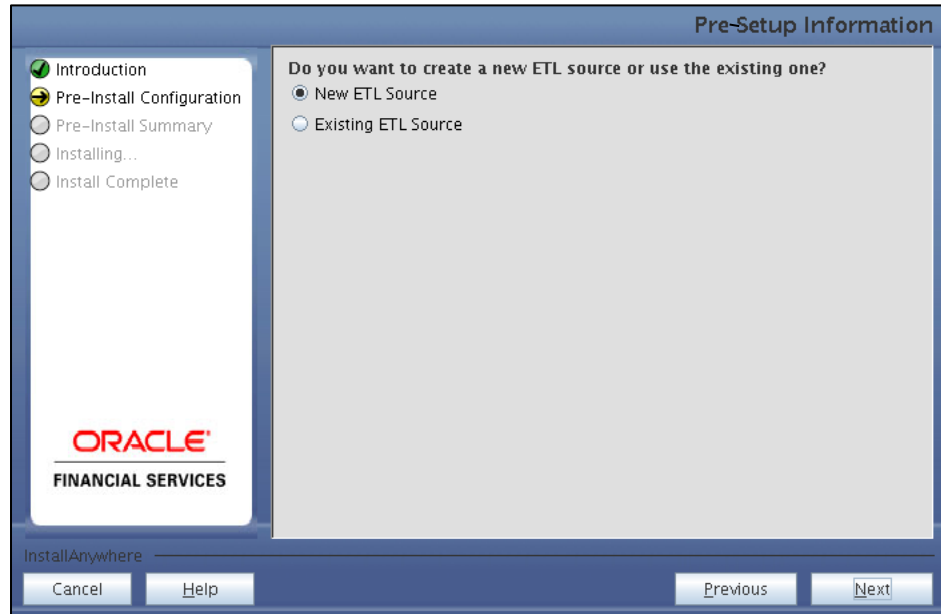 Pre-Setup Information
Introduction
Pre-Install Configuration
Pre-Install Summary
Installing...
Install Complete
Do you want to create a new ETL source or use the existing one?
New ETL Source
Existing ETL Source
ORACLE
FINANCIAL SERVICES
InstallAnywhere
Cancel
Help
Previous
Next